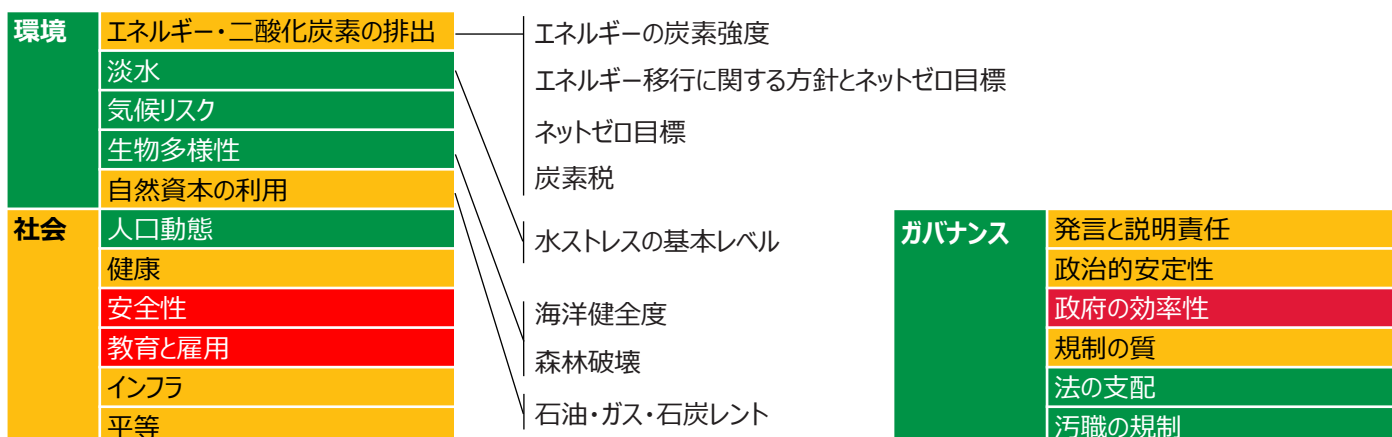 環境
エネルギー・二酸化炭素の排出
淡水
気候リスク
生物多様性
自然資本の利用
エネルギーの炭素強度
エネルギー移行に関する方針とネットゼロ目標
ネットゼロ目標
炭素税
水ストレスの基本レベル
海洋健全度
森林破壊
石油・ガス・石炭レント
社会
人口動態
健康
安全性
教育と雇用
インフラ
平等
ガバナンス
発言と説明責任
政治的安定性
政府の効率性
規制の質
法の支配
汚職の規制